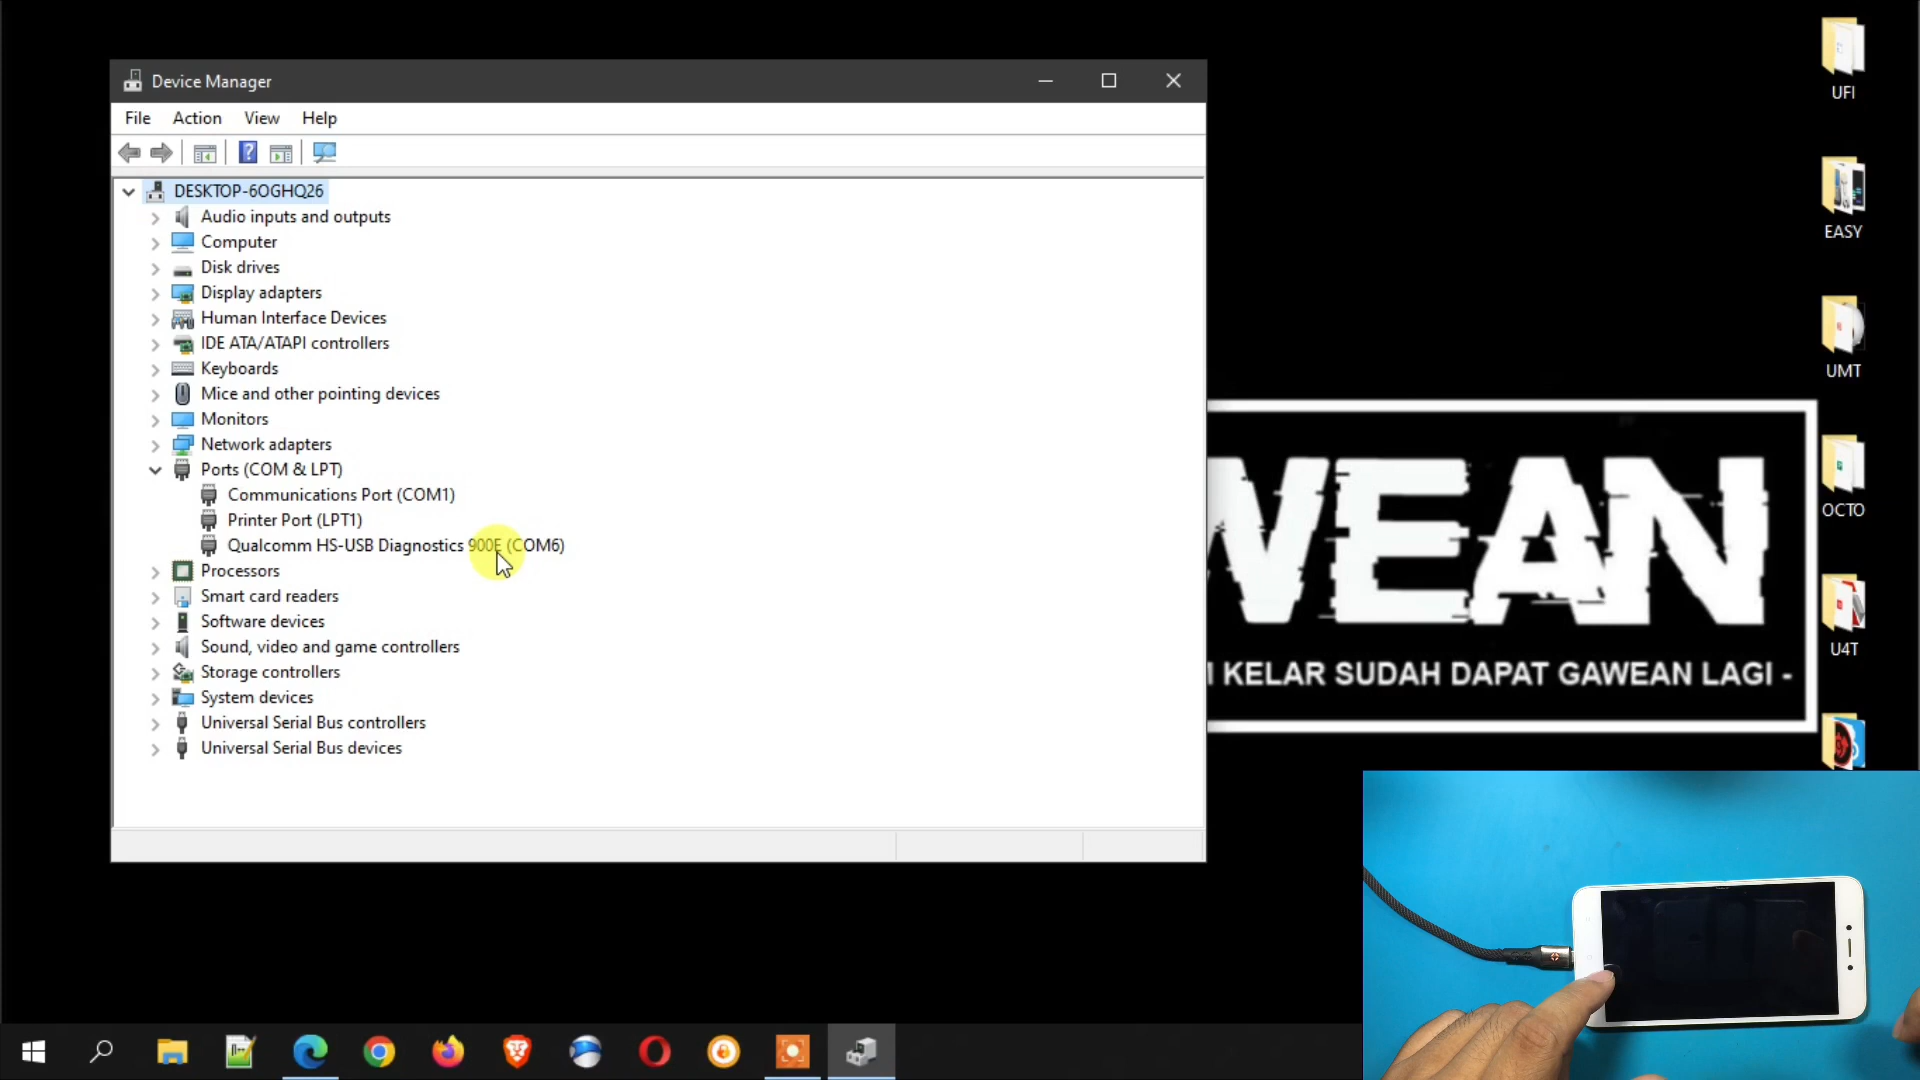 Device Manager
File Action View Help
DESKTOP-6OGHQ26
Audio inputs and outputs
Computer
Disk drives
Display adapters
Human Interface Devices
IDE ATA/ATAPI controllers
Keyboards
Mice and other pointing devices
Monitors
Network adapters
Ports (COM & LPT)
Communications Port (COM1)
Printer Port (LPT1)
Qualcomm HS-USB Diagnostics 900E (COM6)
Processors
Smart card readers
Software devices
Sound, video and game controllers
Storage controllers
System devices
Universal Serial Bus controllers
Universal Serial Bus devices
WEAN
KELAR SUDAH DAPAT GAWEAN LAGI -
UFI
EASY
UMT
OCTO
U4T